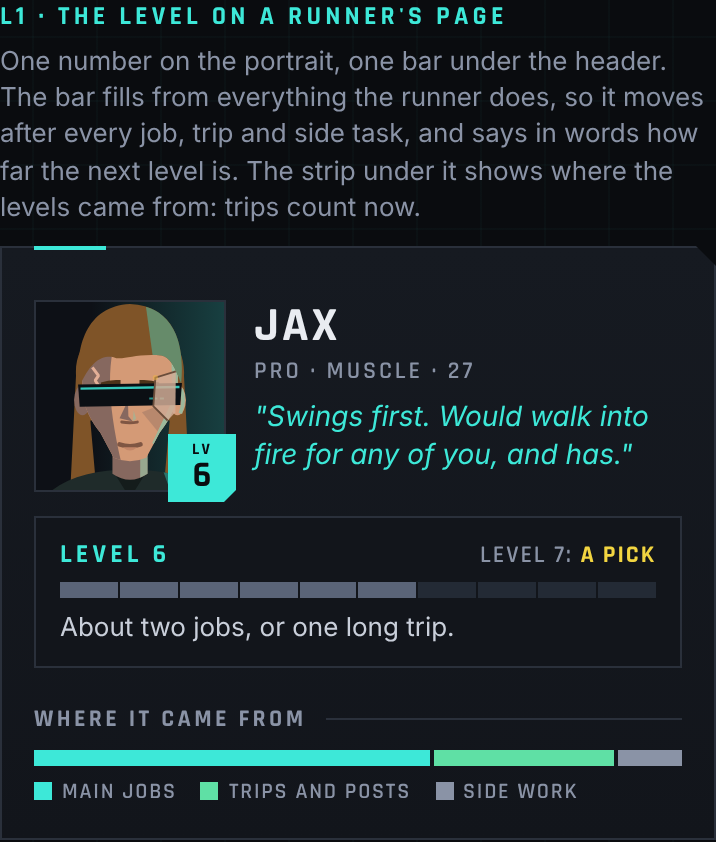 L1 · THE LEVEL ON A RUNNER'S PAGE
One number on the portrait, one bar under the header.
The bar fills from everything the runner does, so it moves
after every job, trip and side task, and says in words how
far the next level is. The strip under it shows where the
levels came from: trips count now.
JAX
PRO · MUSCLE · 27
"Swings first. Would walk into
fire for any of you, and has."
LV
6
LEVEL 6
LEVEL 7: A PICK
About two jobs, or one long trip.
WHERE IT CAME FROM
MAIN JOBS
TRIPS AND POSTS
SIDE WORK